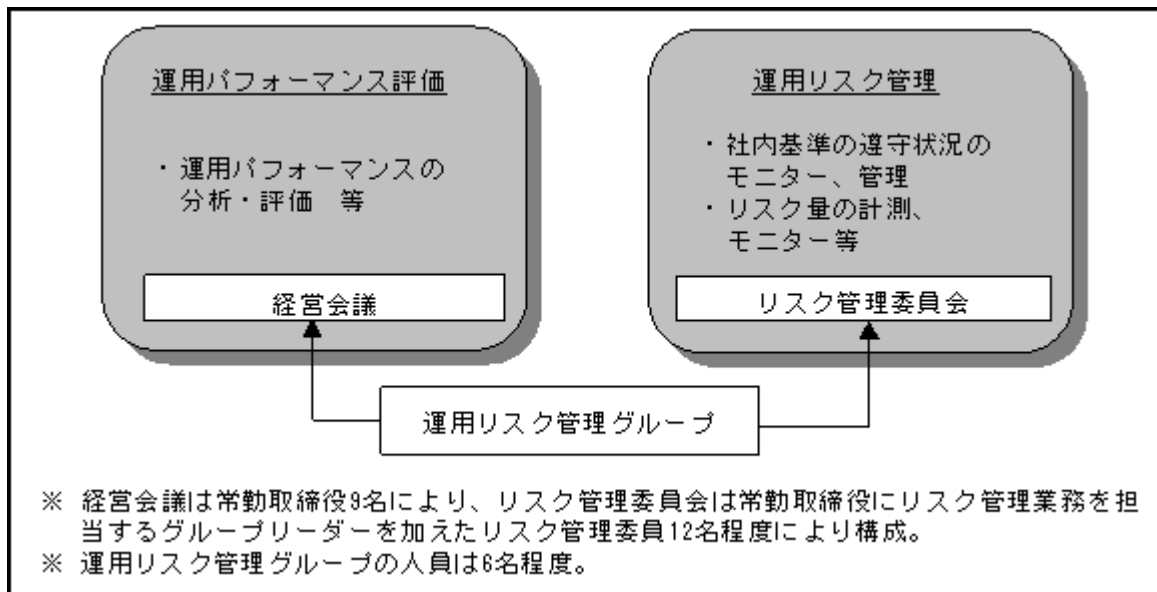 運用パフォーマンス評価
・運用パフォーマンスの
分析・評価　等
経営会議
運用リスク管理
・社内基準の遵守状況の
モニター、管理
・リスク量の計測、
モニター等
リスク管理委員会
運用リスク管理グループ
※ 経営会議は常勤取締役9名により、リスク管理委員会は常勤取締役にリスク管理業務を担
当するグループリーダーを加えたリスク管理委員12名程度により構成。
※ 運用リスク管理グループの人員は6名程度。